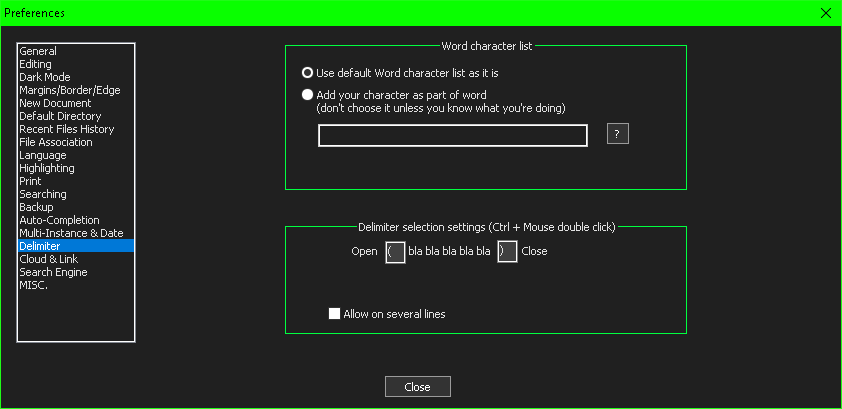 Preferences
General
Editing
Dark Mode
Margins/Border/Edge
New Document
Default Directory
Recent Files History
File Association
Language
Highlighting
Print
Searching
Backup
Auto-Completion
Multi-Instance & Date
Delimiter
Cloud & Link
Search Engine
MISC.
Word character list
Use default Word character list as it is
Add your character as part of word
(don't choose it unless you know what you're doing)
?
Delimiter selection settings (Ctrl + Mouse double click)
Open ( bla bla bla bla bla ) Close
Allow on several lines
Close